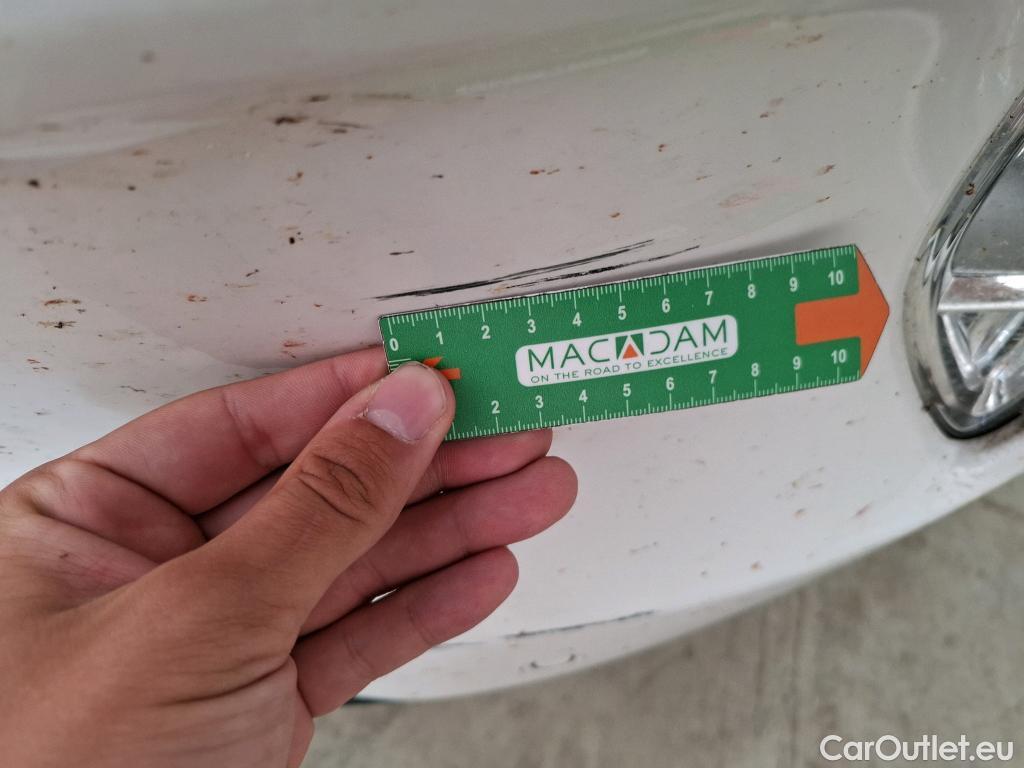 0 1 2 3 4 5 6 7 8 9 10
MACADAM
ON THE ROAD TO EXCELLENCE
2 3 4 5 6 7 8 9 10
CarOutlet.eu